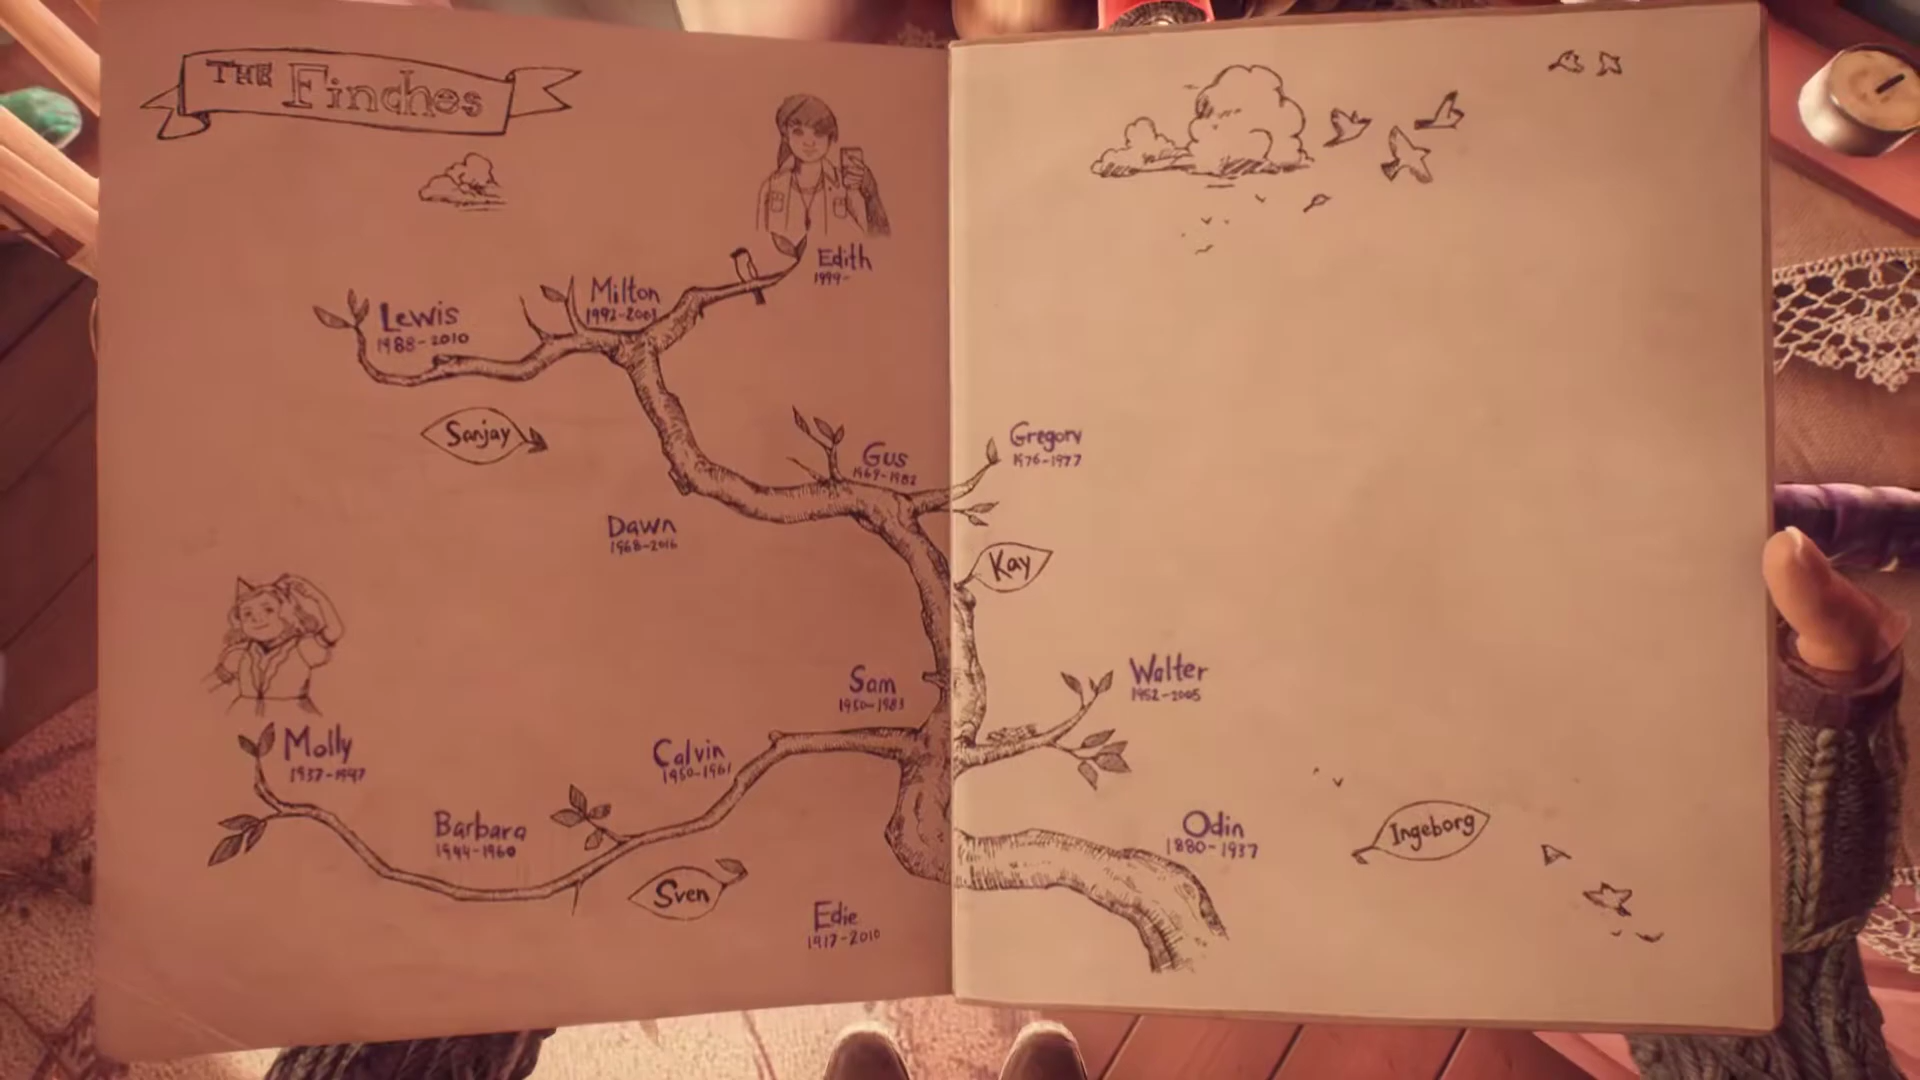 THE Finches
Edith
1999-
Milton
1992-2001
Lewis
1988-2010
Sanjay
Gus
1969-1982
Gregory
1976-1977
Dawn
1968-2016
Kay
Sam
1950-1983
Walter
1952-2005
Molly
1937-1947
Calvin
1950-1961
Barbara
1944-1960
Odin
1880-1937
Ingeborg
Sven
Edie
1917-2010